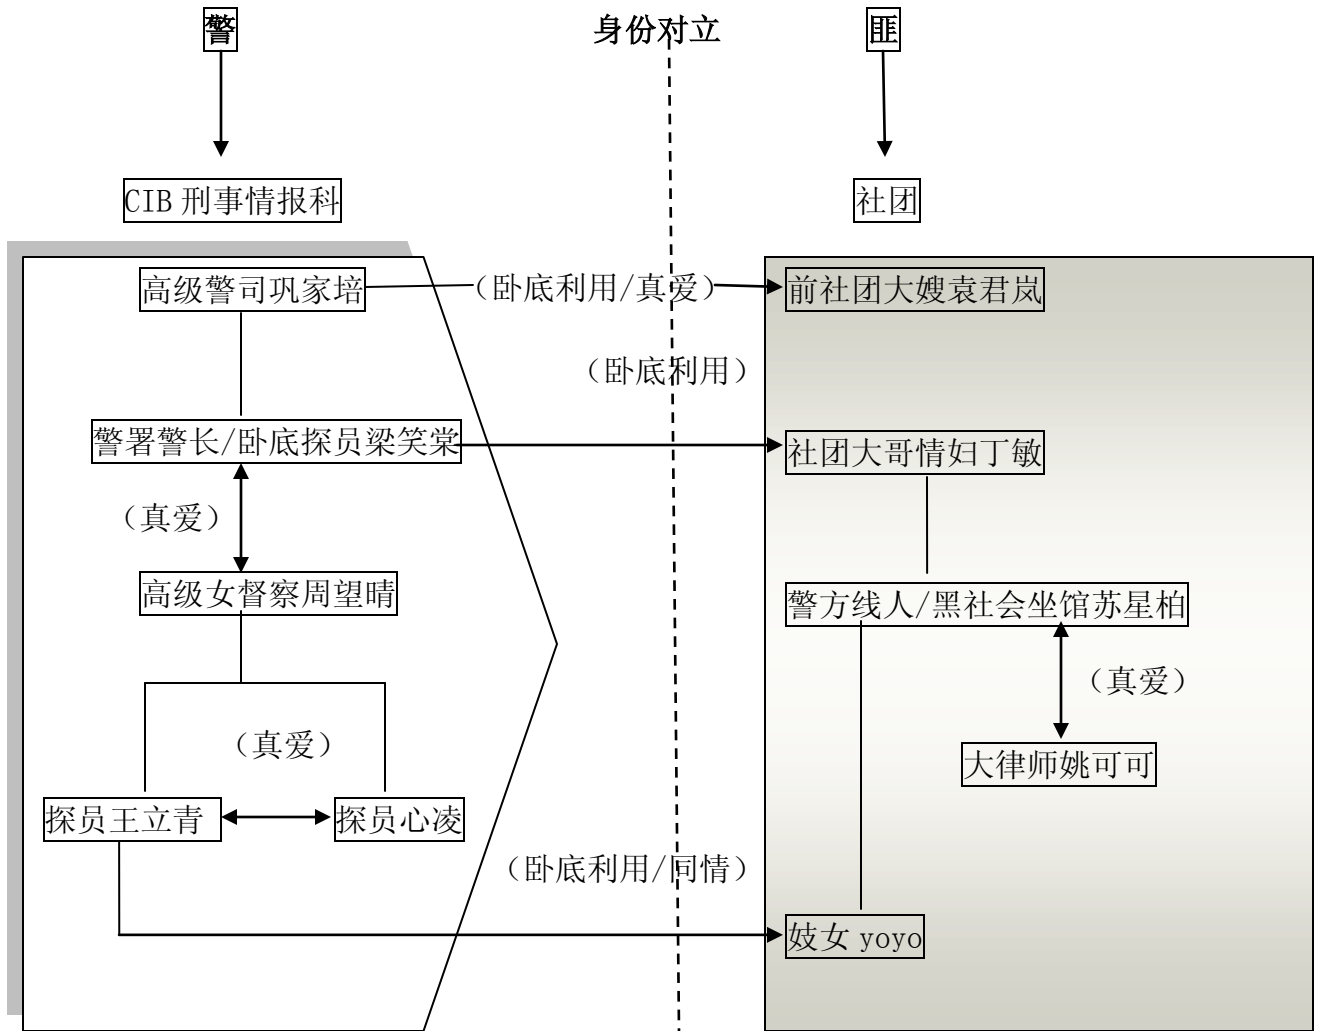 警
身份对立
匪
CIB 刑事情报科
社团
高级警司巩家培
（卧底利用/真爱）
前社团大嫂袁君岚
（卧底利用）
警署警长/卧底探员梁笑棠
社团大哥情妇丁敏
（真爱）
高级女督察周望晴
警方线人/黑社会坐馆苏星柏
（真爱）
（真爱）
大律师姚可可
探员王立青
探员心凌
（卧底利用/同情）
妓女 yoyo